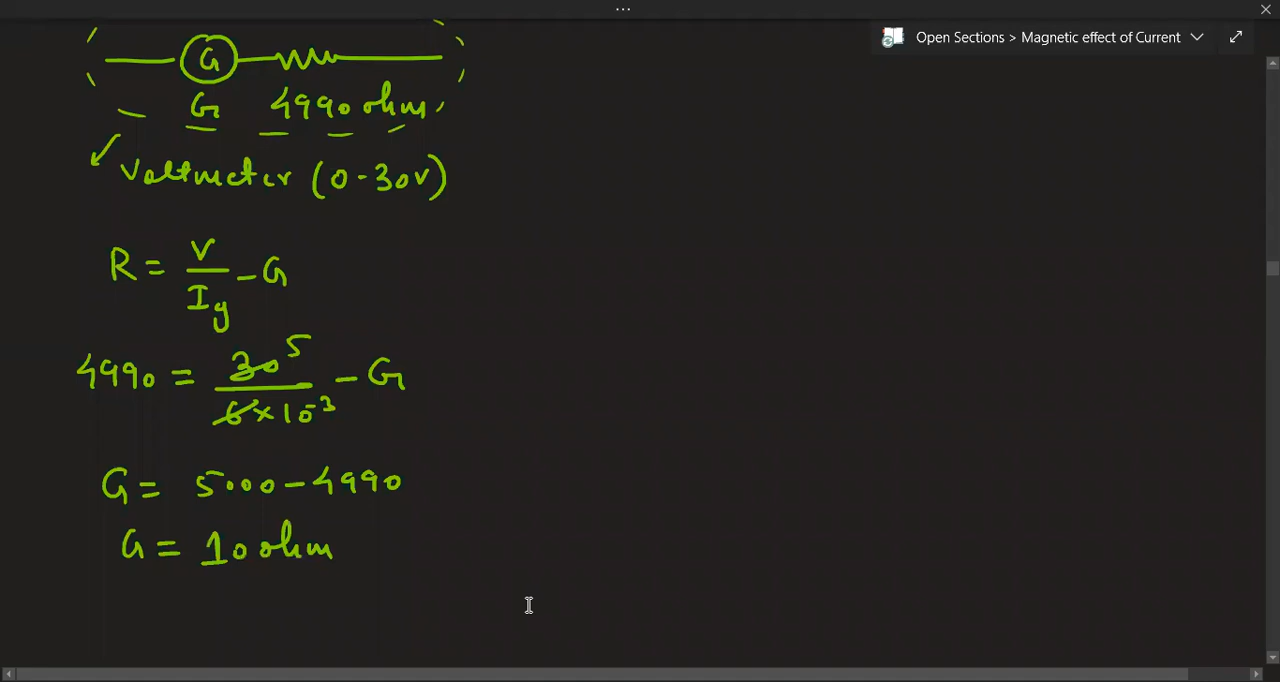 Open Sections > Magnetic effect of Current
G
G 4990 ohm
Voltmeter (0-30V)
R = V/Ig - G
4990 = 30 5/6×10-3 - G
G = 5000 - 4990
G = 10 ohm